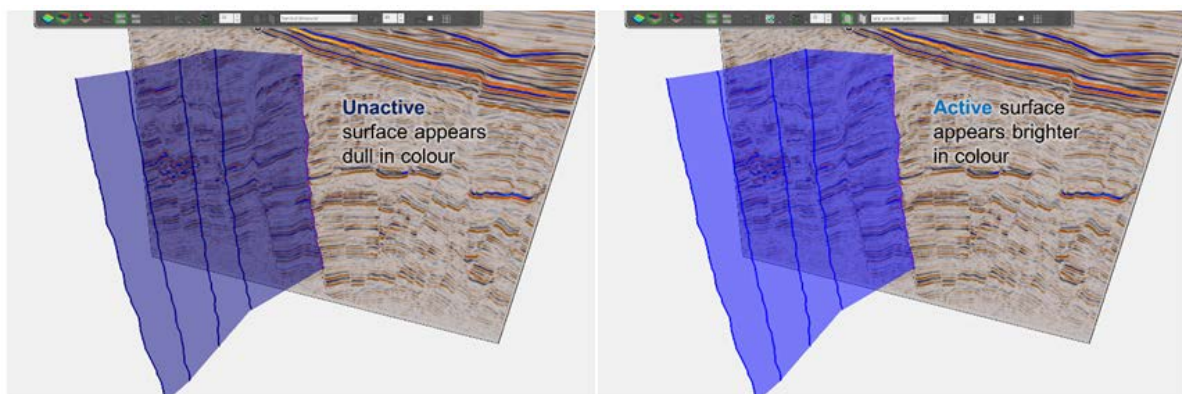 Unactive
surface appears
dull in colour
Active surface
appears brighter
in colour